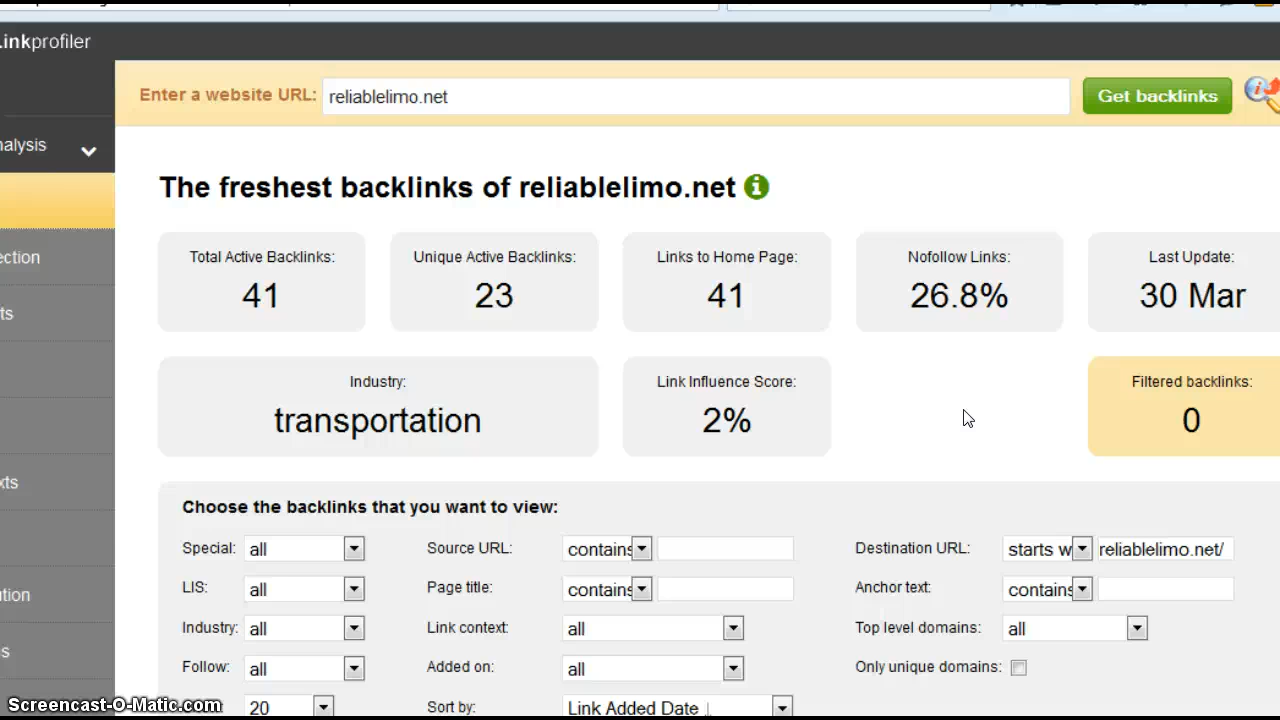 .inkprofiler
Enter a website URL: reliablelimo.net Get backlinks
nalysis
The freshest backlinks of reliablelimo.net
Total Active Backlinks: Unique Active Backlinks: Links to Home Page: Nofollow Links: Last Update:
41 23 41 26.8% 30 Mar
ection
ts
Industry: Link Influence Score: Filtered backlinks:
transportation 2% 0
xts
Choose the backlinks that you want to view:
Special: all Source URL: contains Destination URL: starts w reliablelimo.net/
LIS: all Page title: contains Anchor text: contains
ution
Industry: all Link context: all Top level domains: all
s
Follow: all Added on: all Only unique domains:
20 Sort by: Link Added Date
Screencast-O-Matic.com